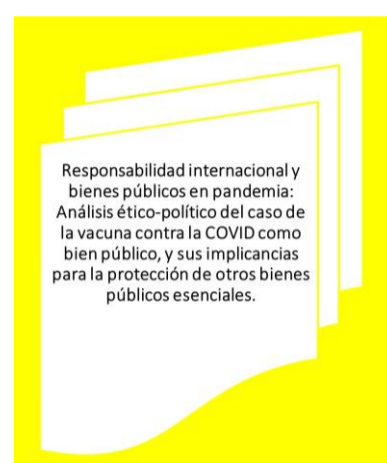 Responsabilidad internacional y
bienes públicos en pandemia:
Análisis ético-político del caso de
la vacuna contra la COVID como
bien público, y sus implicancias
para la protección de otros bienes
públicos esenciales.